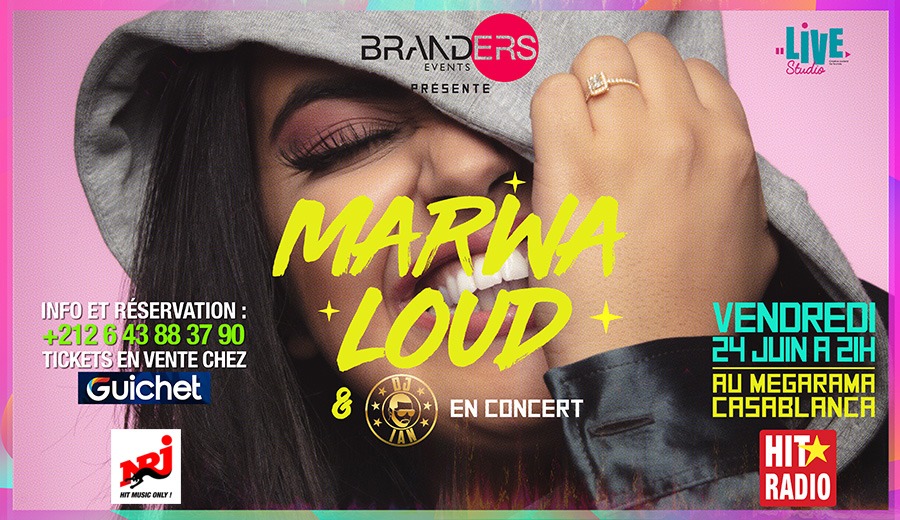 BRANDERS
EVENTS
PRÉSENTE
LIVE
Studio
MARWA
LOUD
& DJ IAN EN CONCERT
INFO ET RÉSERVATION :
+212 6 43 88 37 90
TICKETS EN VENTE CHEZ
Guichet
NRJ
HIT MUSIC ONLY !
VENDREDI
24 JUIN A 21H
AU MEGARAMA
CASABLANCA
HIT
RADIO